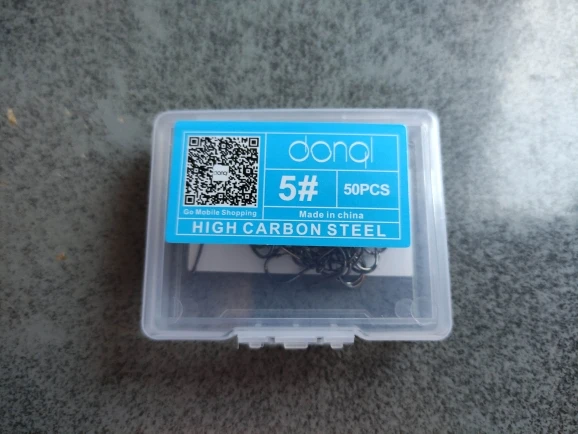 donql
5#
50PCS
Go Mobile Shopping
Made in china
HIGH CARBON STEEL